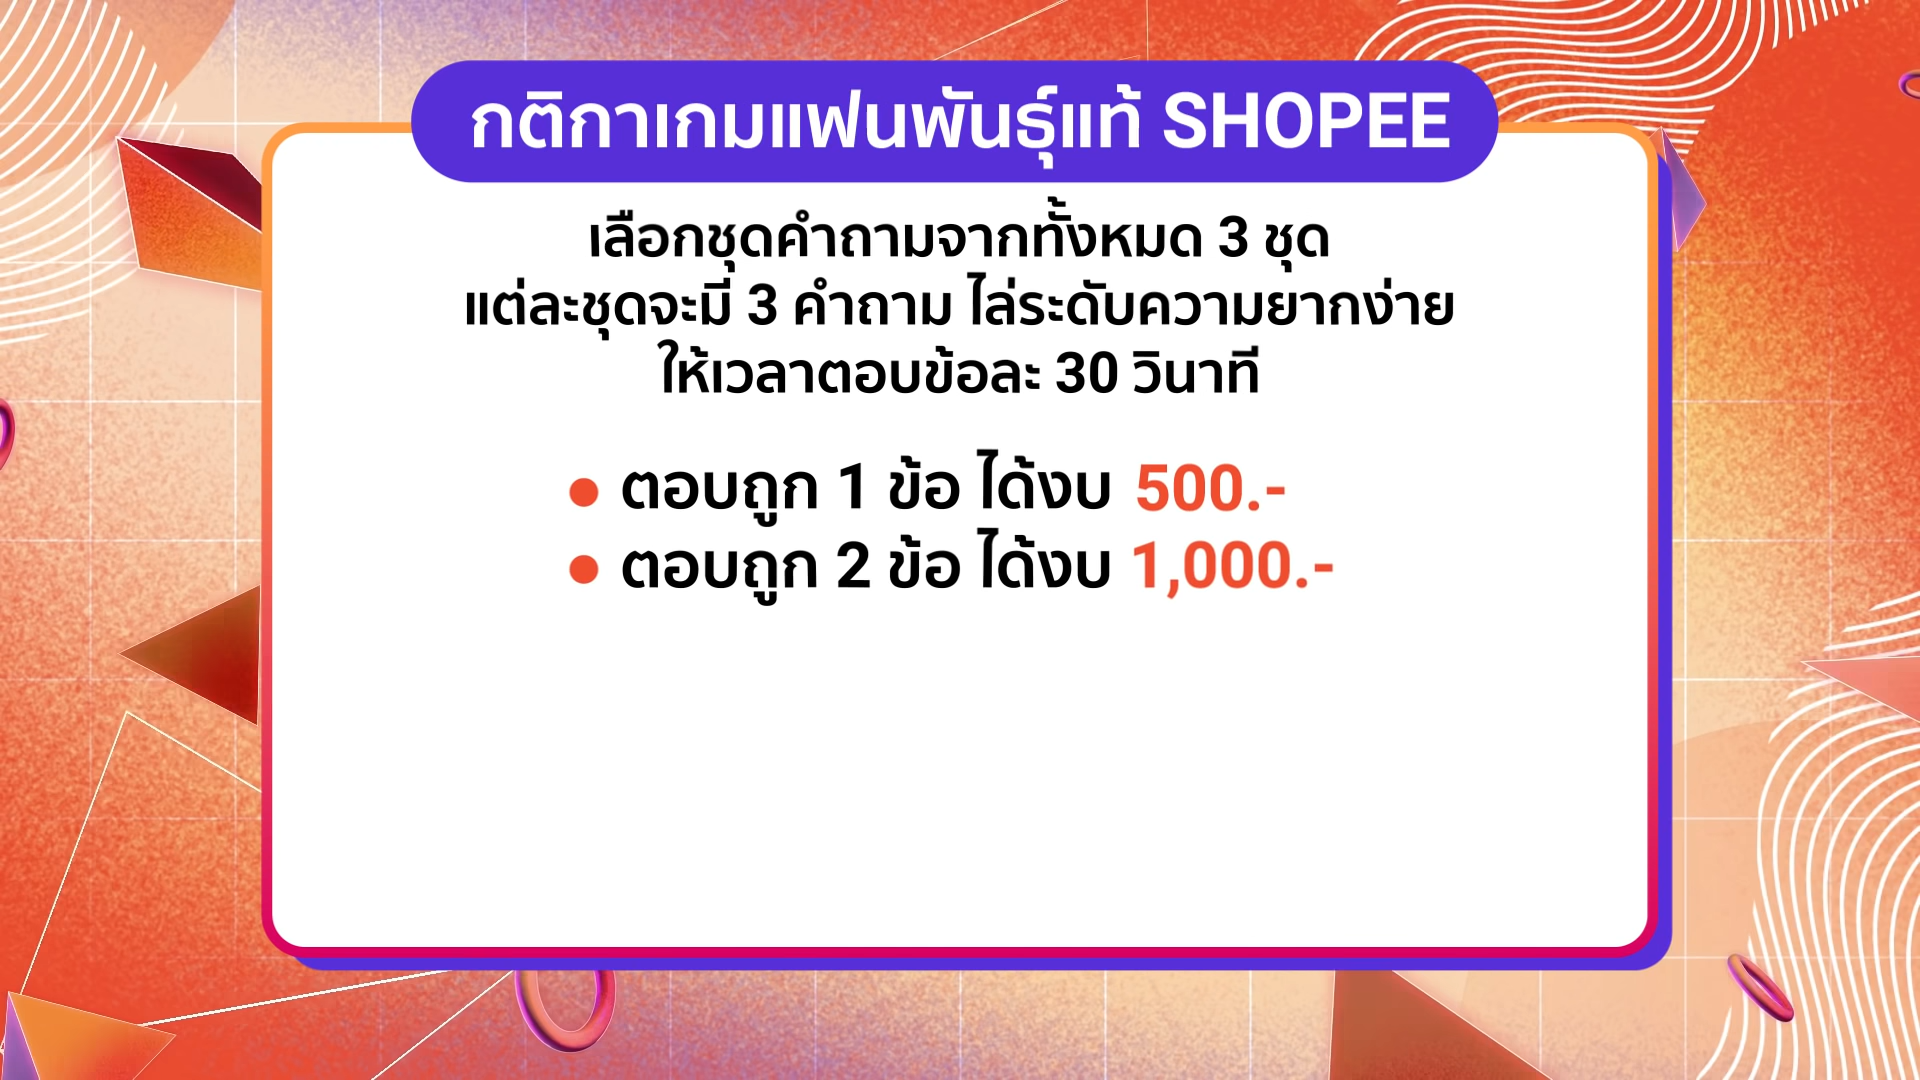 กติกาเกมแฟนพันธุ์แท้ SHOPEE
เลือกชุดคำถามจากทั้งหมด 3 ชุด
แต่ละชุดจะมี 3 คำถาม ไล่ระดับความยากง่าย
ให้เวลาตอบข้อละ 30 วินาที
● ตอบถูก 1 ข้อ ได้งบ 500.-
● ตอบถูก 2 ข้อ ได้งบ 1,000.-